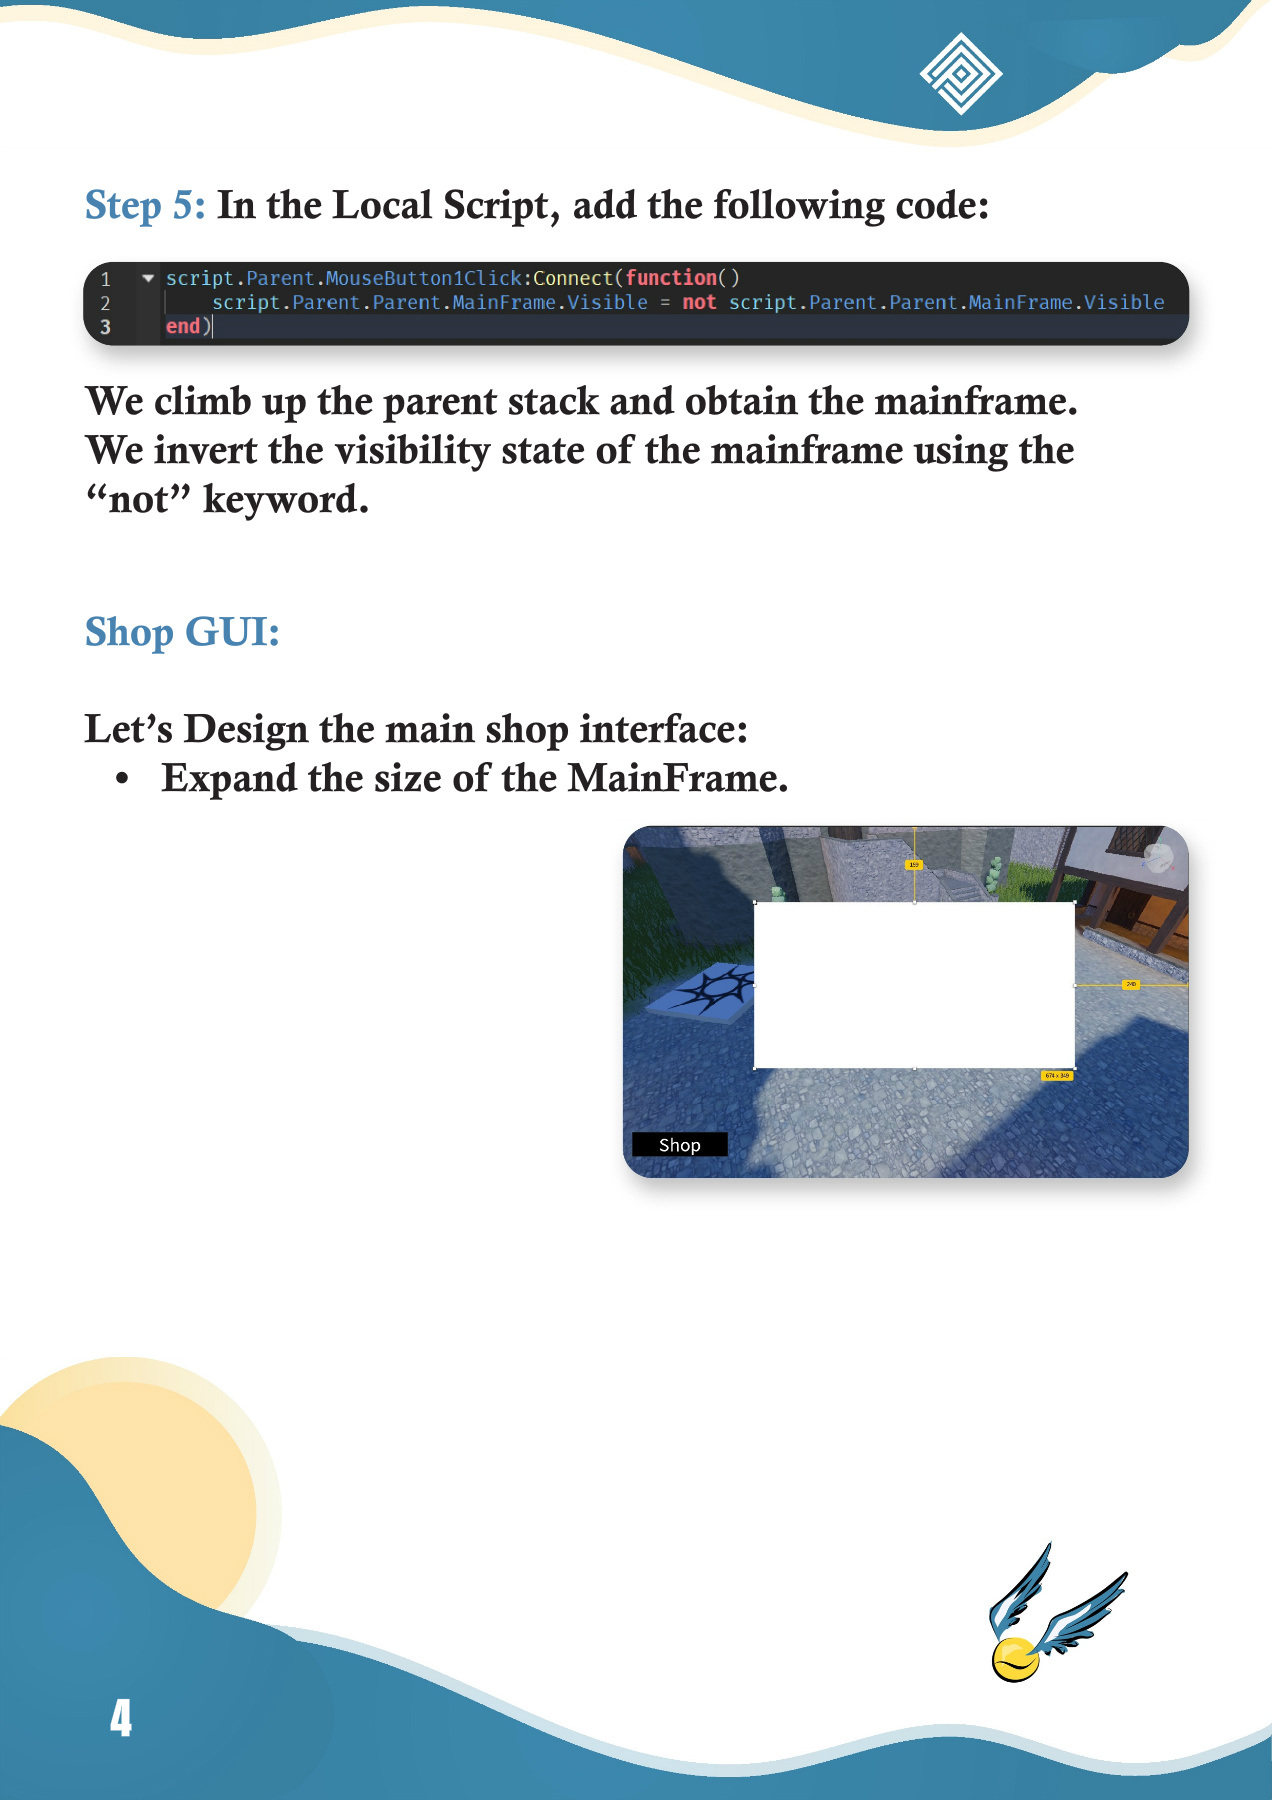 Step 5: In the Local Script, add the following code:
1 script.Parent.MouseButton1Click:Connect(function()
2 script.Parent.Parent.MainFrame.Visible = not script.Parent.Parent.MainFrame.Visible
3 end)
We climb up the parent stack and obtain the mainframe.
We invert the visibility state of the mainframe using the
“not” keyword.
Shop GUI:
Let’s Design the main shop interface:
• Expand the size of the MainFrame.
159
240
674 x 349
Shop
4